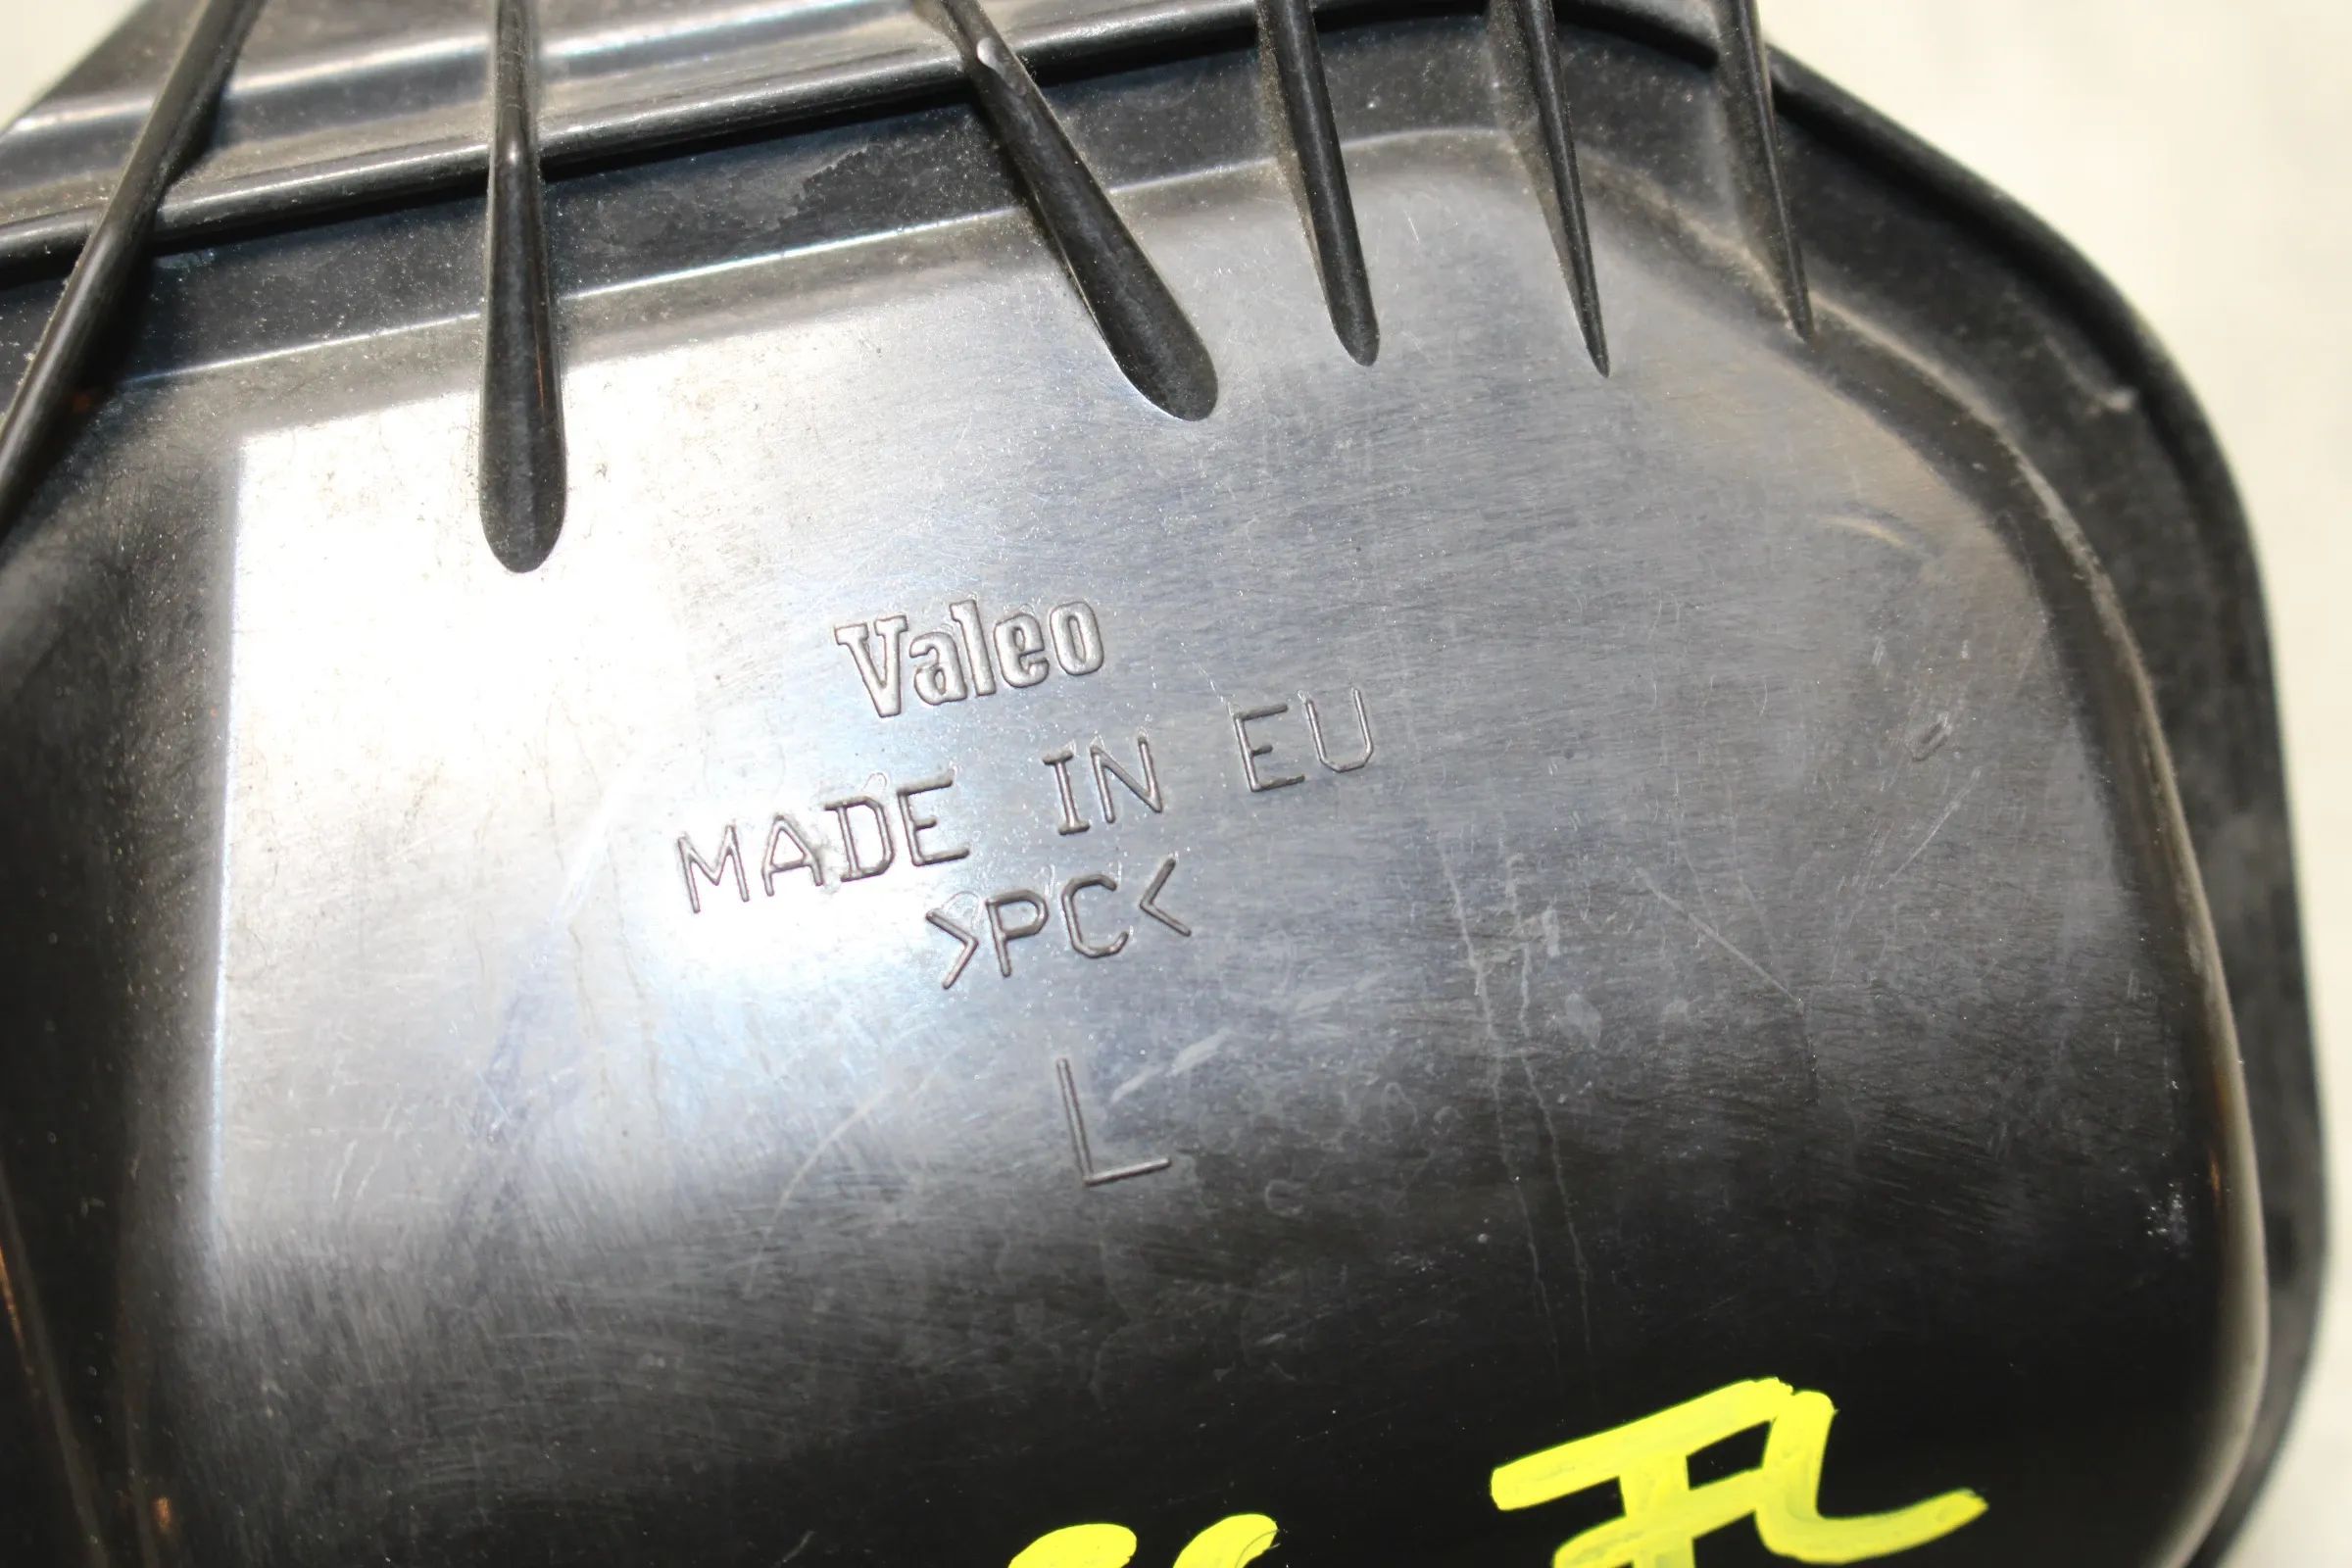 Valeo
MADE IN EU
>PC<
L